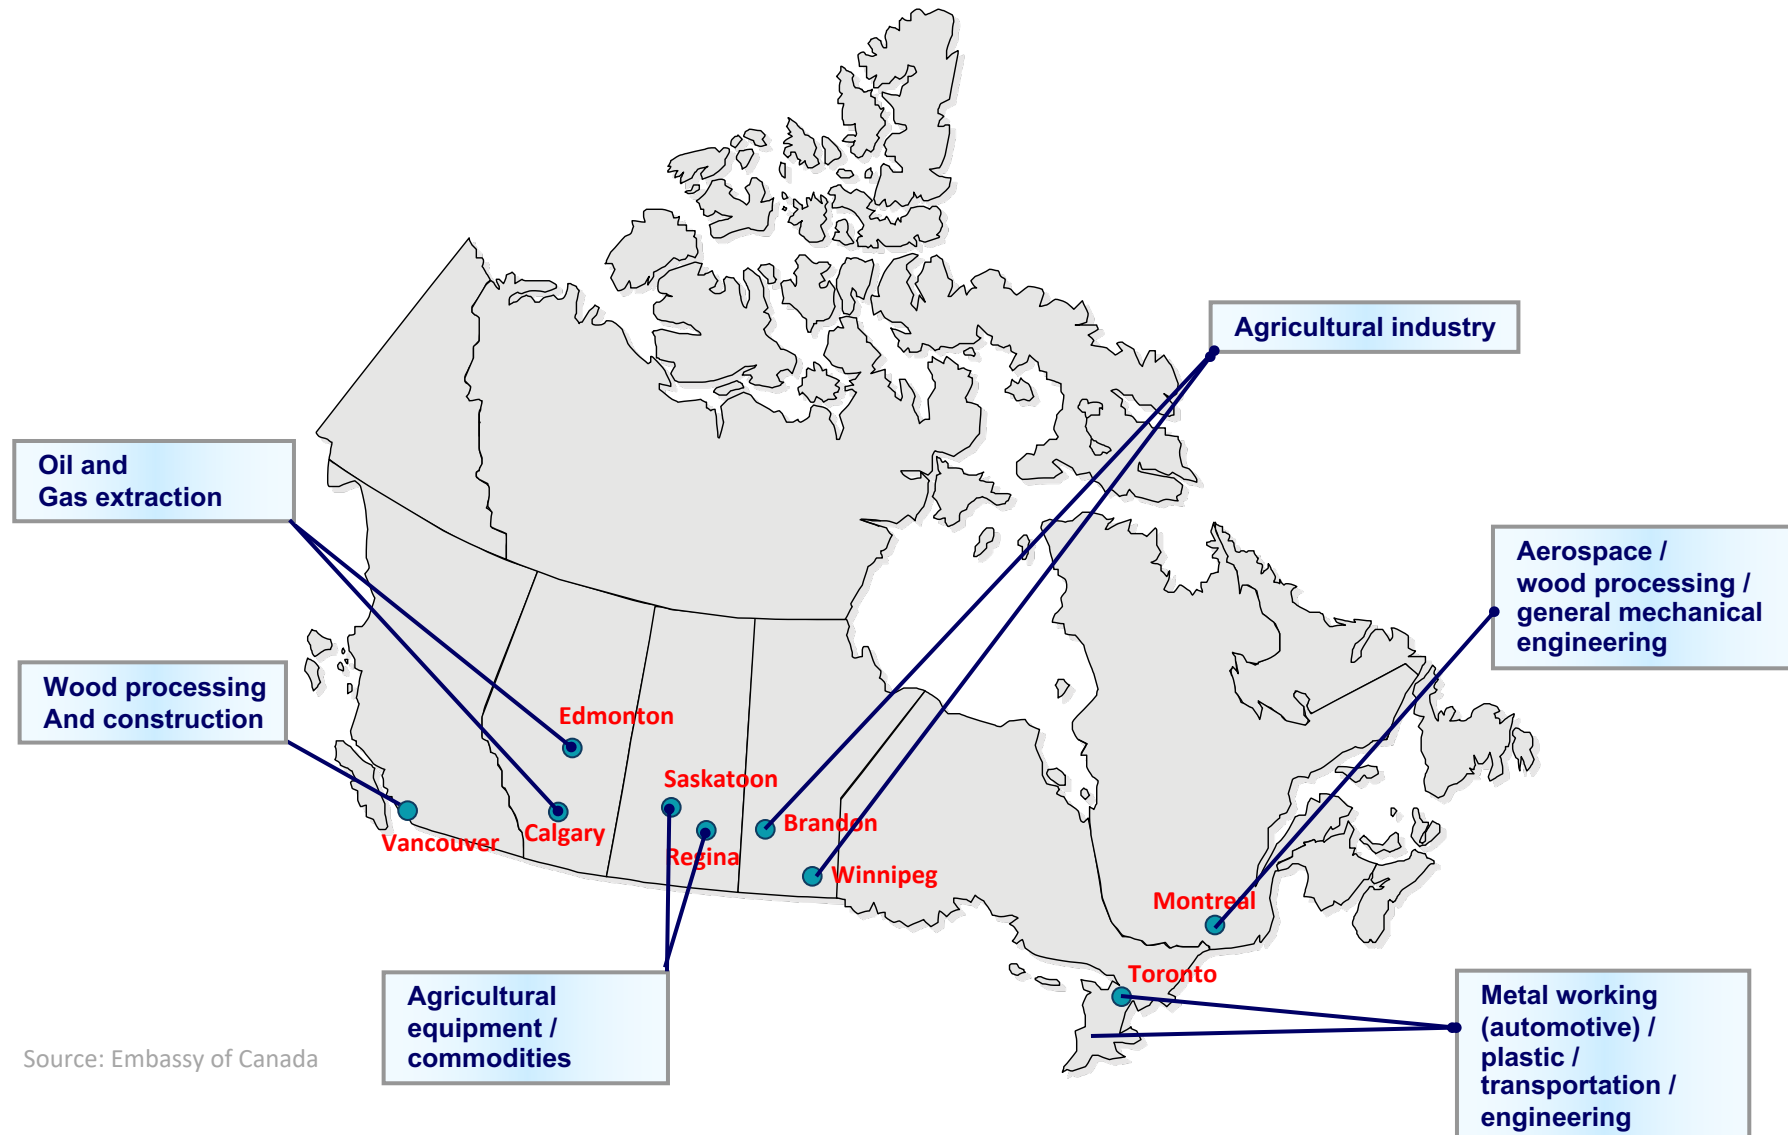 Agricultural industry
Oil and
Gas extraction
Aerospace /
wood processing /
general mechanical
engineering
Wood processing
And construction
Edmonton
Saskatoon
Vancouver
Calgary
Regina
Brandon
Winnipeg
Montreal
Toronto
Agricultural
equipment /
commodities
Metal working
(automotive) /
plastic /
transportation /
engineering
Source: Embassy of Canada